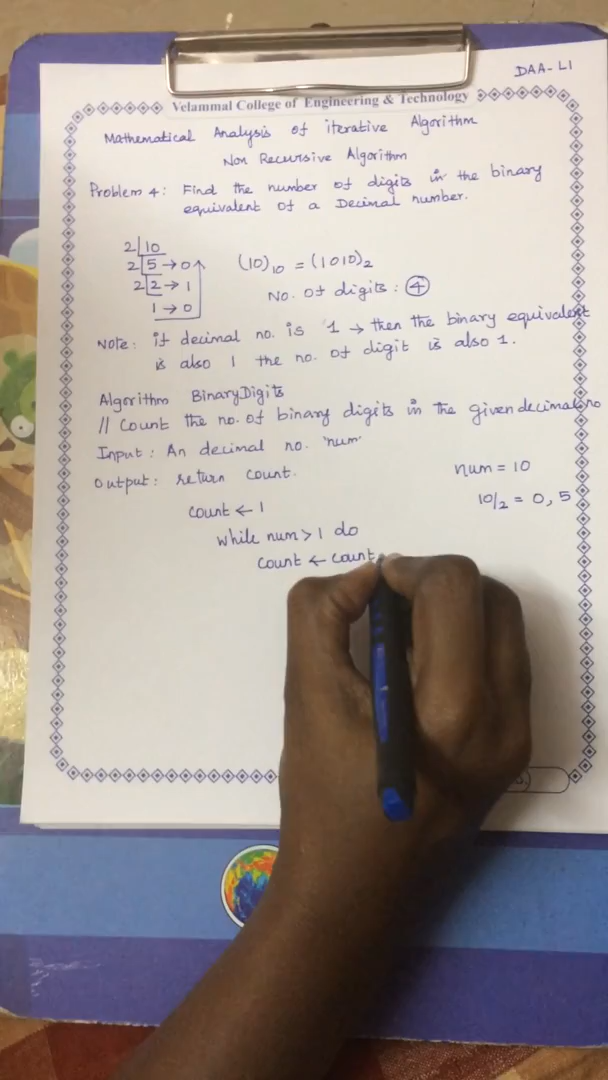 DAA-L1
Velammal College of Engineering & Technology
Mathematical Analysis of iterative Algorithm
Non Recursive Algorithm
Problem 4: Find the number of digits in the binary
equivalent of a Decimal number.
2 10
2 5 → 0
2 2 → 1
1 → 0
(10)₁₀ = (1010)₂
No. of digits: 4
Note: if decimal no. is 1 → then the binary equivalent
is also 1 the no. of digit is also 1.
Algorithm BinaryDigits
// Count the no. of binary digits in the given decimal no
Input: An decimal no. 'num'
Output: return count.
num = 10
10/2 = 0, 5
count ← 1
while num > 1 do
count ← count